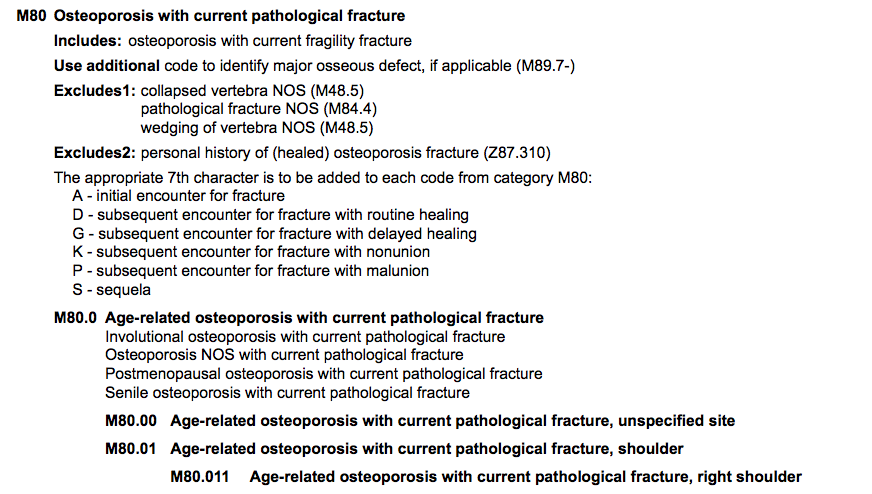 M80 Osteoporosis with current pathological fracture
Includes: osteoporosis with current fragility fracture
Use additional code to identify major osseous defect, if applicable (M89.7-)
Excludes1: collapsed vertebra NOS (M48.5)
pathological fracture NOS (M84.4)
wedging of vertebra NOS (M48.5)
Excludes2: personal history of (healed) osteoporosis fracture (Z87.310)
The appropriate 7th character is to be added to each code from category M80:
A - initial encounter for fracture
D - subsequent encounter for fracture with routine healing
G - subsequent encounter for fracture with delayed healing
K - subsequent encounter for fracture with nonunion
P - subsequent encounter for fracture with malunion
S - sequela
M80.0 Age-related osteoporosis with current pathological fracture
Involutional osteoporosis with current pathological fracture
Osteoporosis NOS with current pathological fracture
Postmenopausal osteoporosis with current pathological fracture
Senile osteoporosis with current pathological fracture
M80.00 Age-related osteoporosis with current pathological fracture, unspecified site
M80.01 Age-related osteoporosis with current pathological fracture, shoulder
M80.011 Age-related osteoporosis with current pathological fracture, right shoulder